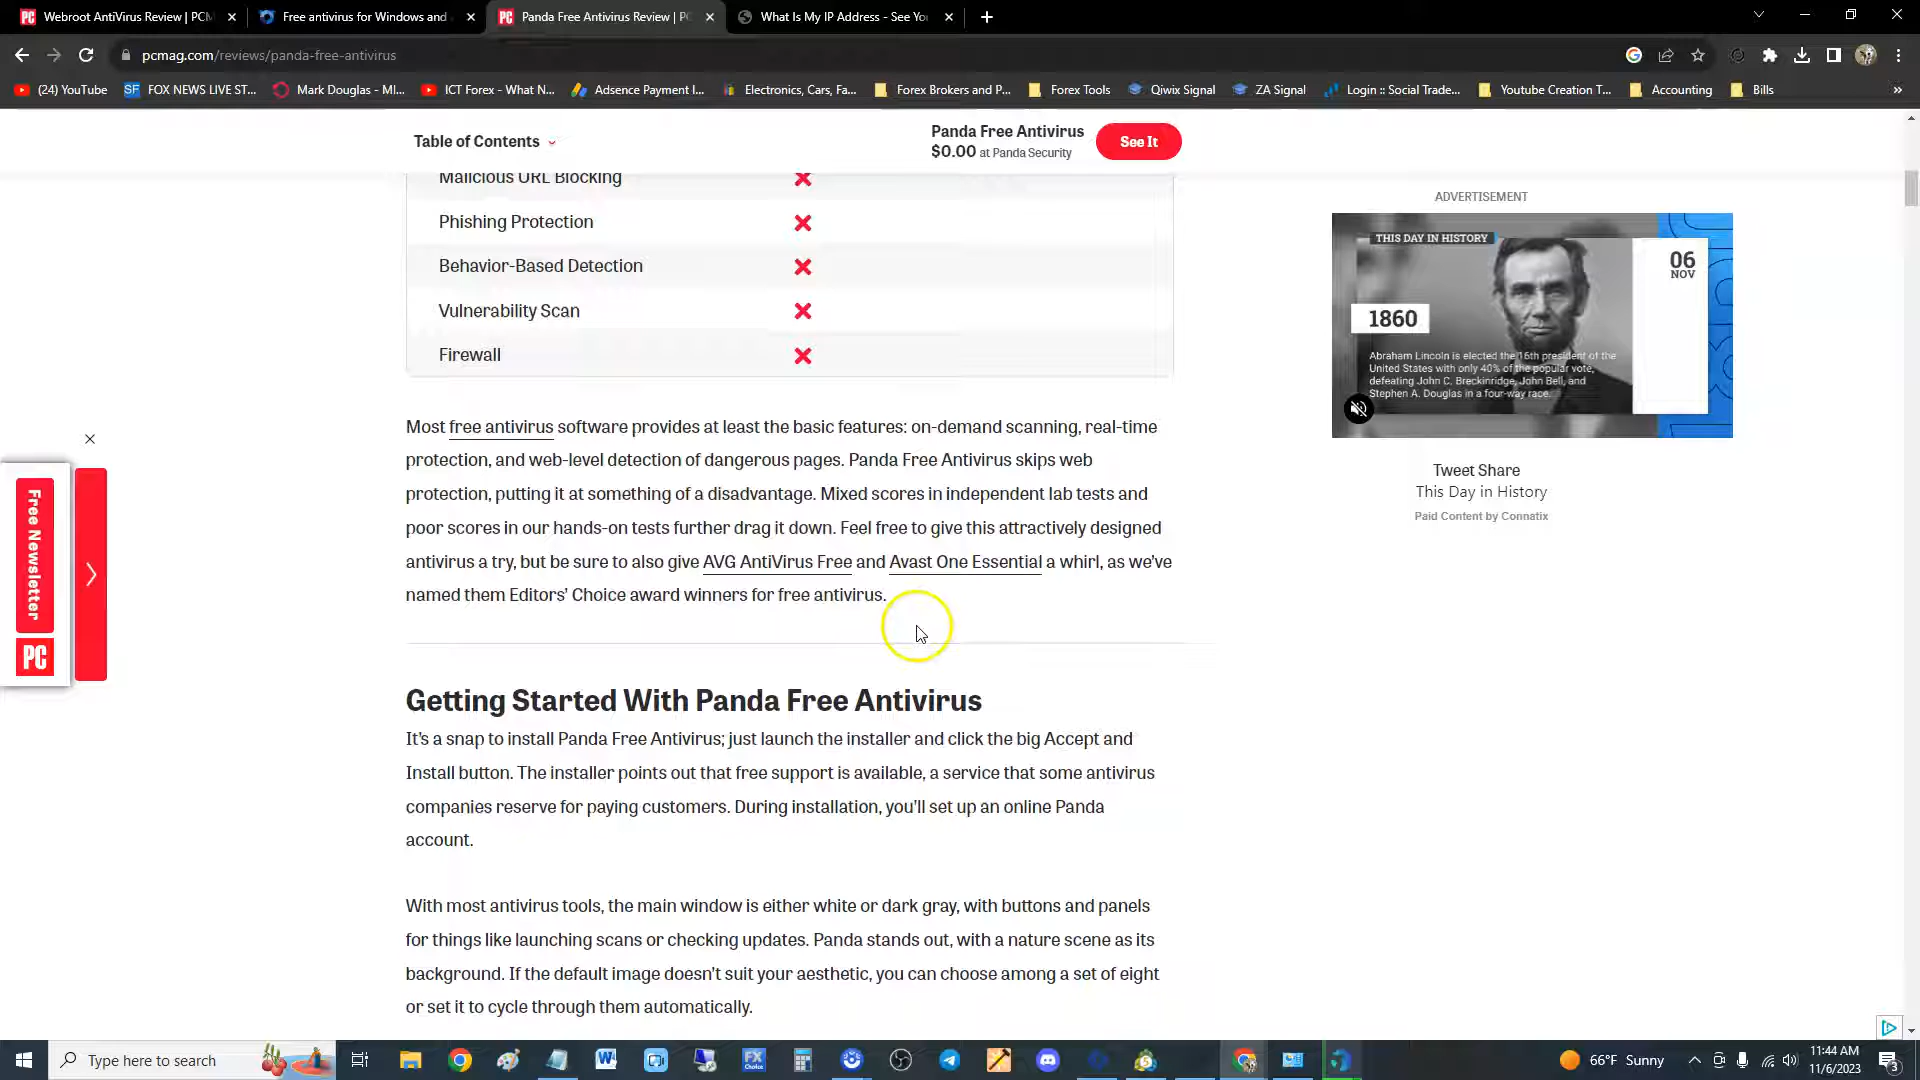 Webroot AntiVirus Review | PCM
Free antivirus for Windows and
Panda Free Antivirus Review | PC
What Is My IP Address - See You
pcmag.com/reviews/panda-free-antivirus
(24) YouTube
FOX NEWS LIVE ST...
Mark Douglas - MI...
ICT Forex - What N...
Adsence Payment I...
Electronics, Cars, Fa...
Forex Brokers and P...
Forex Tools
Qiwix Signal
ZA Signal
Login :: Social Trade...
Youtube Creation T...
Accounting
Bills
Table of Contents
Panda Free Antivirus
$0.00 at Panda Security
See It
Malicious URL Blocking
Phishing Protection
Behavior-Based Detection
Vulnerability Scan
Firewall
ADVERTISEMENT
THIS DAY IN HISTORY
06
NOV
1860
Abraham Lincoln is elected the 16th president of the
United States with only 40% of the popular vote,
defeating John C. Breckinridge, John Bell, and
Stephen A. Douglas in a four-way race.
Tweet Share
This Day in History
Paid Content by Connatix
Most free antivirus software provides at least the basic features: on-demand scanning, real-time
protection, and web-level detection of dangerous pages. Panda Free Antivirus skips web
protection, putting it at something of a disadvantage. Mixed scores in independent lab tests and
poor scores in our hands-on tests further drag it down. Feel free to give this attractively designed
antivirus a try, but be sure to also give AVG AntiVirus Free and Avast One Essential a whirl, as we've
named them Editors' Choice award winners for free antivirus.
Free Newsletter
PC
Getting Started With Panda Free Antivirus
It's a snap to install Panda Free Antivirus; just launch the installer and click the big Accept and
Install button. The installer points out that free support is available, a service that some antivirus
companies reserve for paying customers. During installation, you'll set up an online Panda
account.
With most antivirus tools, the main window is either white or dark gray, with buttons and panels
for things like launching scans or checking updates. Panda stands out, with a nature scene as its
background. If the default image doesn't suit your aesthetic, you can choose among a set of eight
or set it to cycle through them automatically.
Type here to search
66°F Sunny
11:44 AM
11/6/2023
3